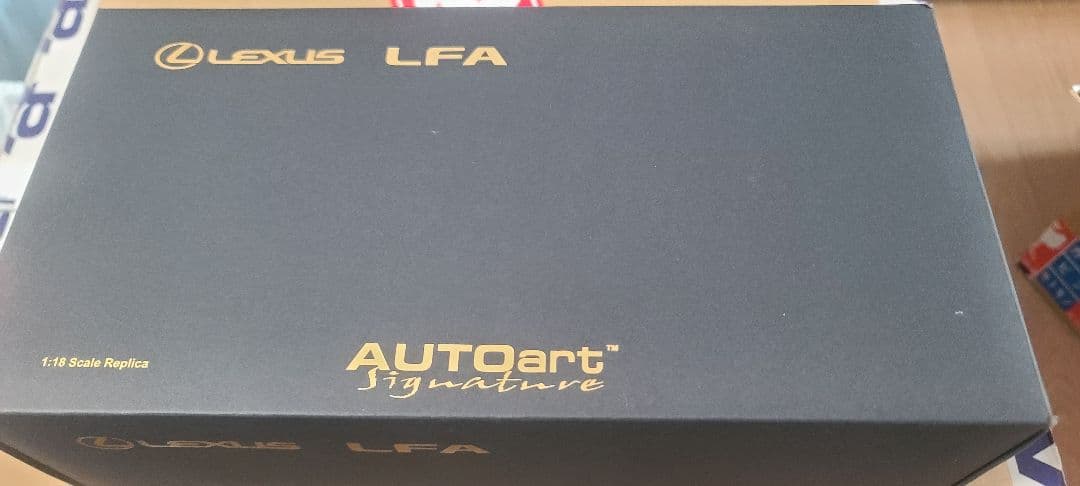 LEXUS LFA
1:18 Scale Replica
AUTOart™
Signature
LEXUS LFA